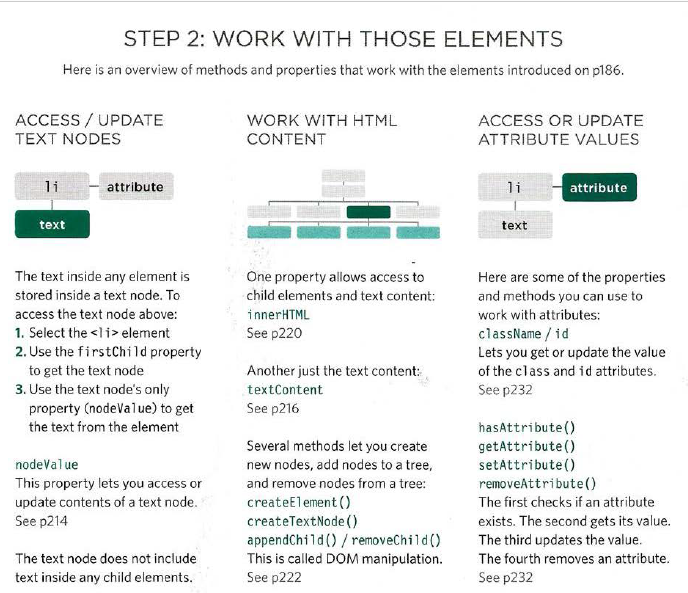 STEP 2: WORK WITH THOSE ELEMENTS
Here is an overview of methods and properties that work with the elements introduced on p186.
ACCESS / UPDATE
TEXT NODES
li
attribute
text
The text inside any element is
stored inside a text node. To
access the text node above:
1. Select the <li> element
2. Use the firstChild property
to get the text node
3. Use the text node's only
property (nodeValue) to get
the text from the element
nodeValue
This property lets you access or
update contents of a text node.
See p214
The text node does not include
text inside any child elements.
WORK WITH HTML
CONTENT
One property allows access to
child elements and text content:
innerHTML
See p220
Another just the text content:
textContent
See p216
Several methods let you create
new nodes, add nodes to a tree,
and remove nodes from a tree:
createElement()
createTextNode()
appendChild() / removeChild()
This is called DOM manipulation.
See p222
ACCESS OR UPDATE
ATTRIBUTE VALUES
li
attribute
text
Here are some of the properties
and methods you can use to
work with attributes:
className / id
Lets you get or update the value
of the class and id attributes.
See p232
hasAttribute()
getAttribute()
setAttribute()
removeAttribute()
The first checks if an attribute
exists. The second gets its value.
The third updates the value.
The fourth removes an attribute.
See p232